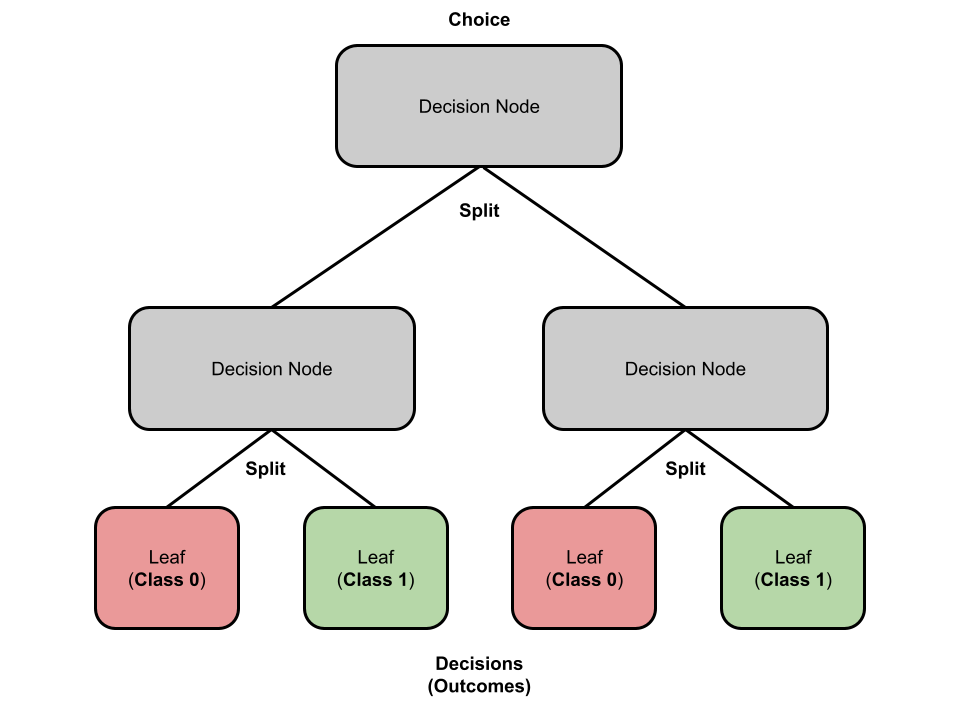 Choice
Decision Node
Split
Decision Node
Decision Node
Split
Split
Leaf
(Class 0)
Leaf
(Class 1)
Leaf
(Class 0)
Leaf
(Class 1)
Decisions
(Outcomes)